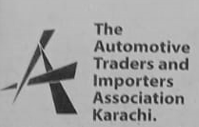 The
Automotive
Traders and
Importers
Association
Karachi.